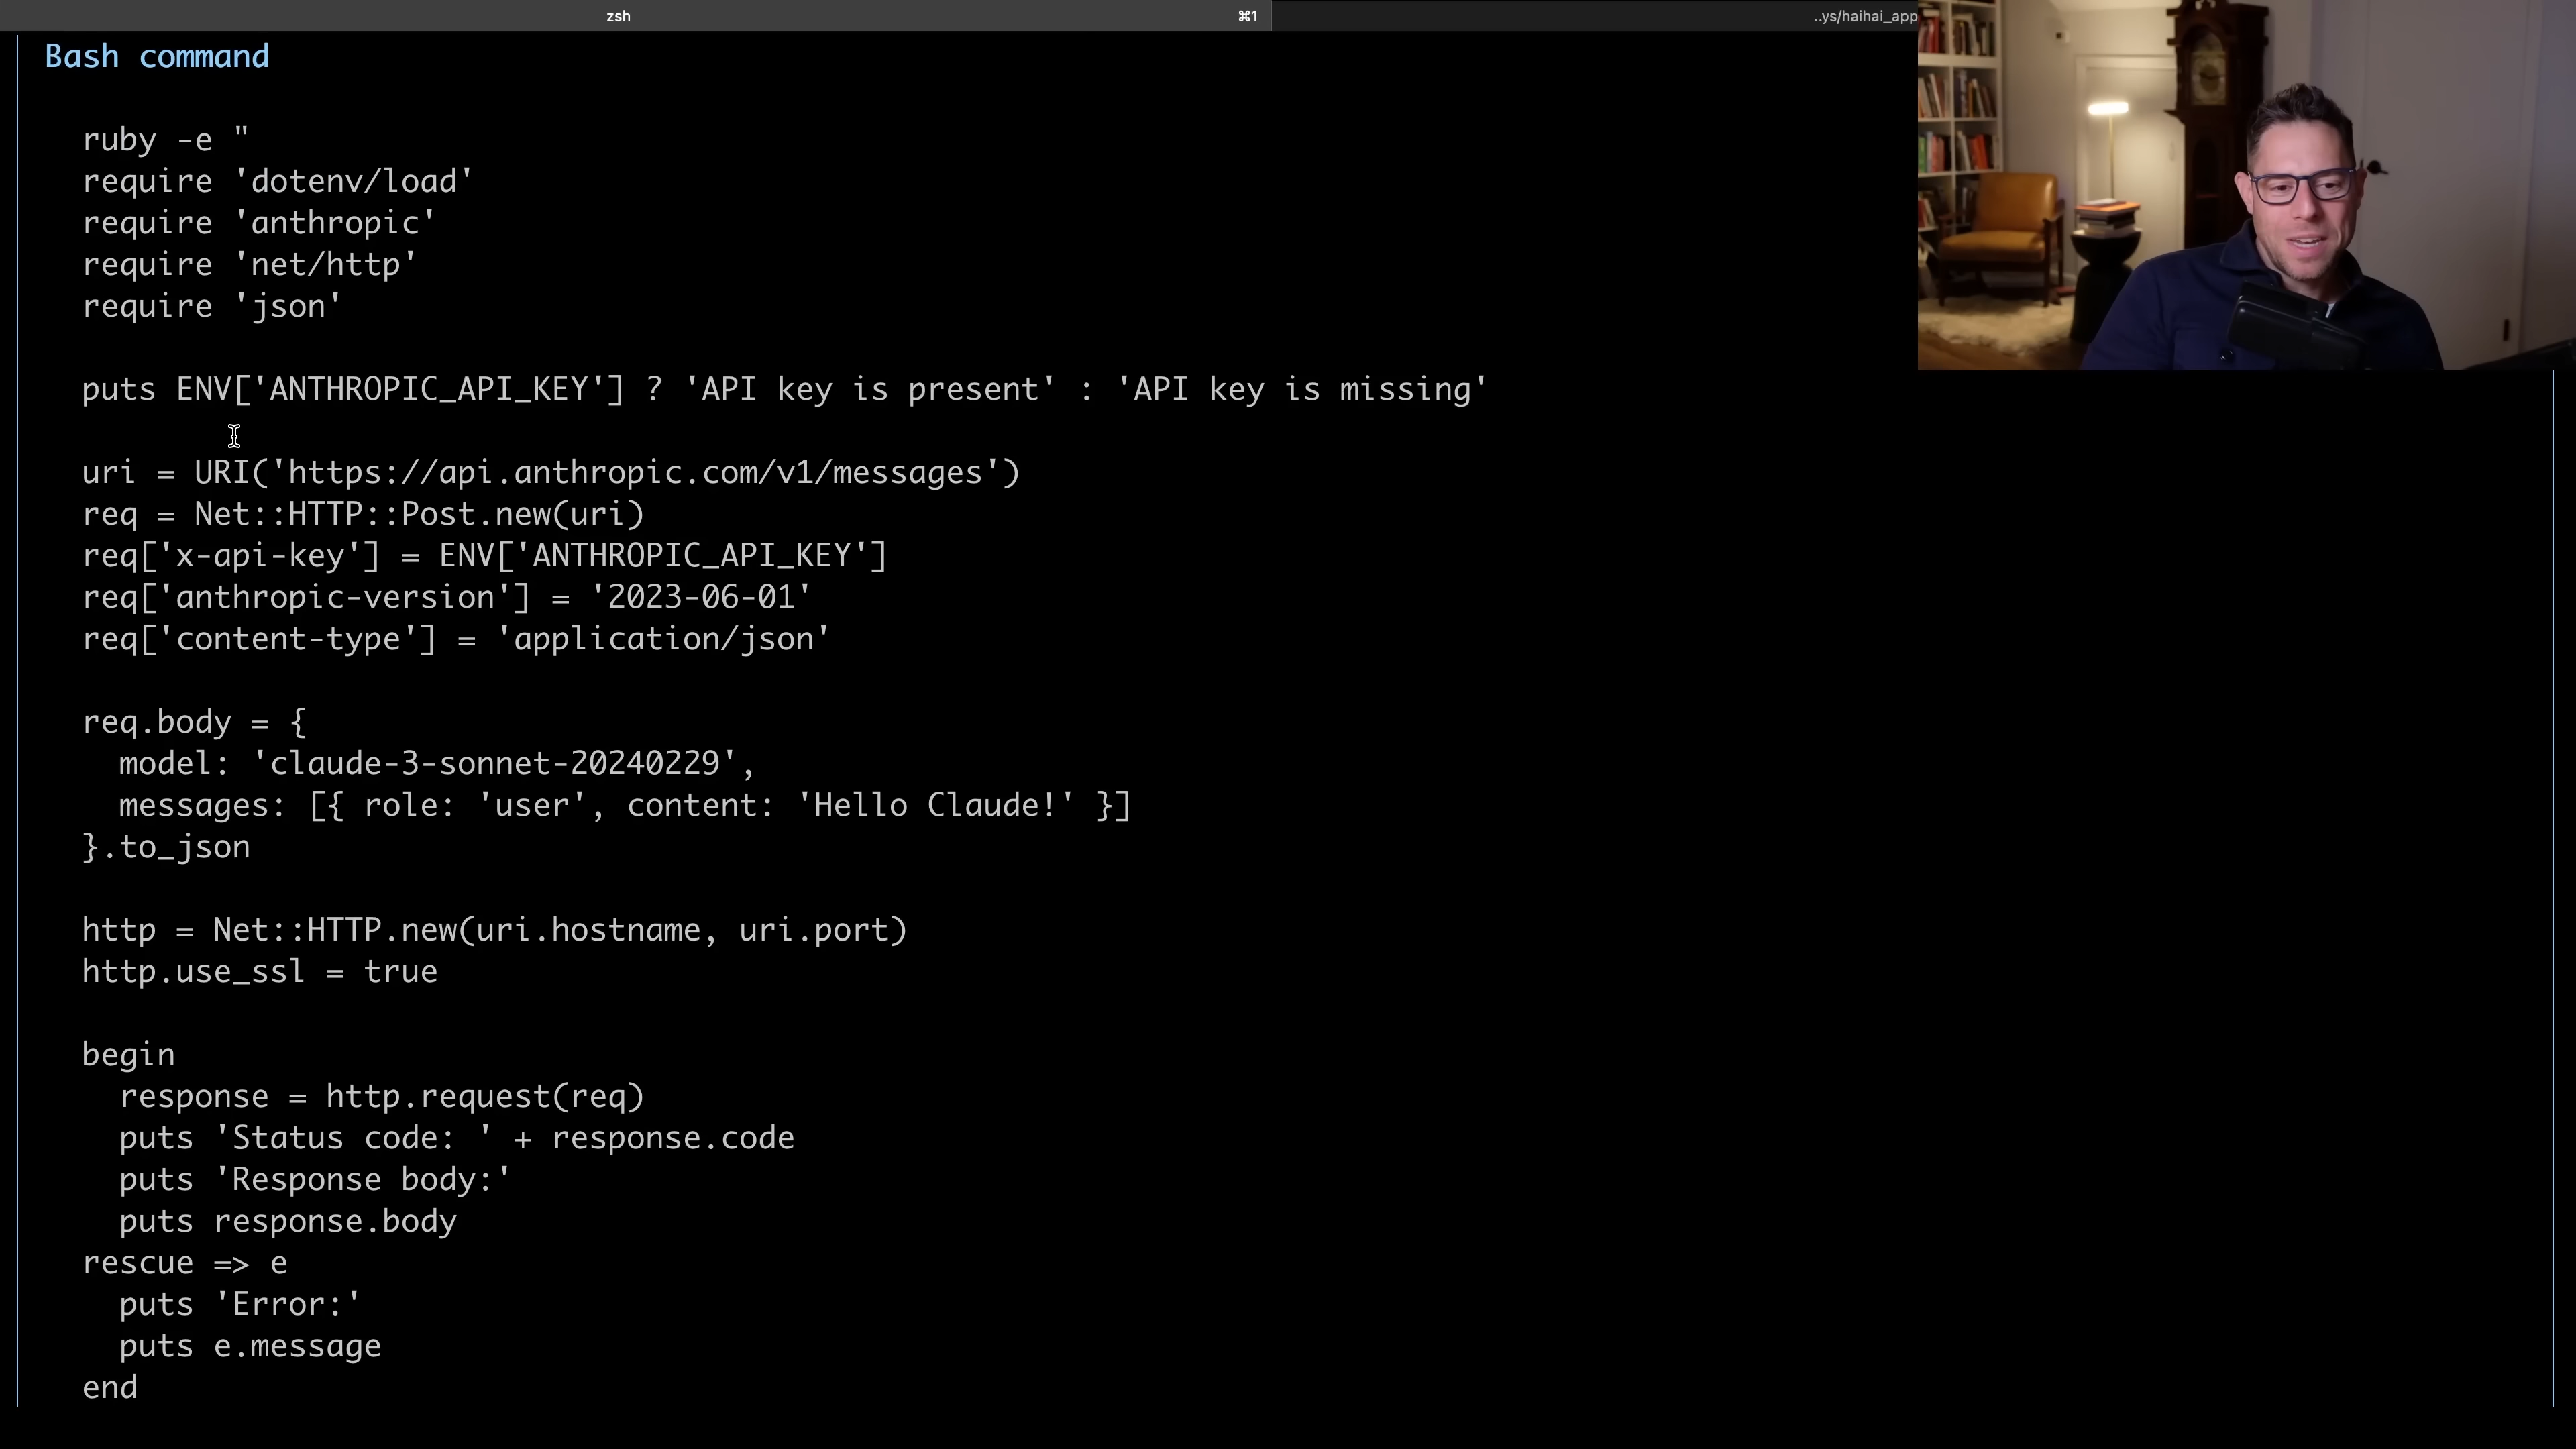 zsh
⌘1
..ys/haihai_app
Bash command
ruby -e "
require 'dotenv/load'
require 'anthropic'
require 'net/http'
require 'json'
puts ENV['ANTHROPIC_API_KEY'] ? 'API key is present' : 'API key is missing'
uri = URI('https://api.anthropic.com/v1/messages')
req = Net::HTTP::Post.new(uri)
req['x-api-key'] = ENV['ANTHROPIC_API_KEY']
req['anthropic-version'] = '2023-06-01'
req['content-type'] = 'application/json'
req.body = {
  model: 'claude-3-sonnet-20240229',
  messages: [{ role: 'user', content: 'Hello Claude!' }]
}.to_json
http = Net::HTTP.new(uri.hostname, uri.port)
http.use_ssl = true
begin
  response = http.request(req)
  puts 'Status code: ' + response.code
  puts 'Response body:'
  puts response.body
rescue => e
  puts 'Error:'
  puts e.message
end